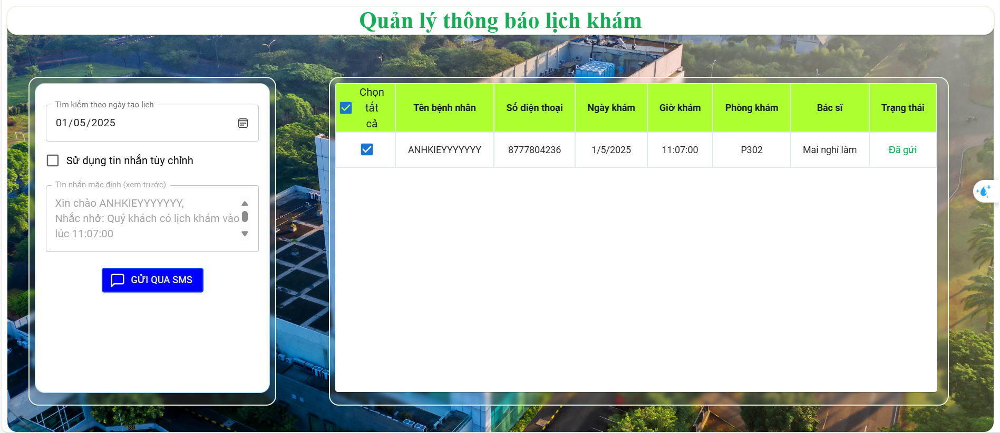 Quản lý thông báo lịch khám
Tìm kiếm theo ngày tạo lịch
01/05/2025
Sử dụng tin nhắn tùy chỉnh
Tin nhắn mặc định (xem trước)
Xin chào ANHKIEYYYYYYY,
Nhắc nhở: Quý khách có lịch khám vào
lúc 11:07:00
GỬI QUA SMS
Chọn
tất
cả
Tên bệnh nhân
Số điện thoại
Ngày khám
Giờ khám
Phòng khám
Bác sĩ
Trạng thái
ANHKIEYYYYYYY
8777804236
1/5/2025
11:07:00
P302
Mai nghỉ làm
Đã gửi